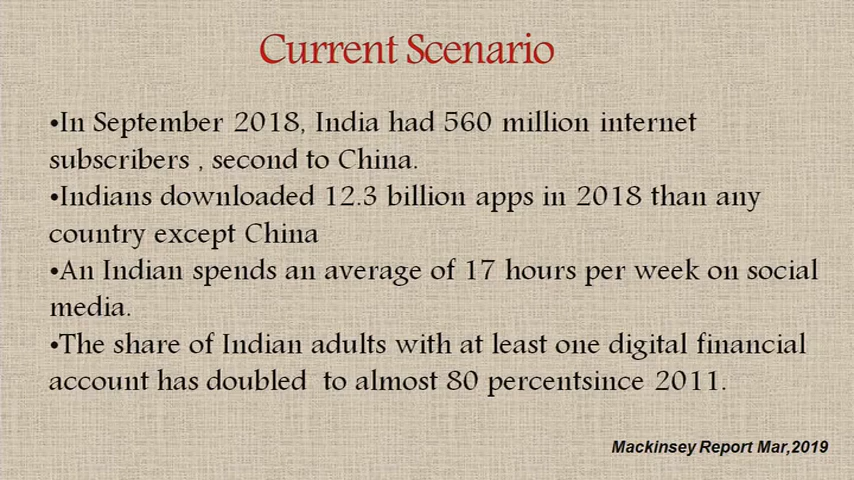 Current Scenario
•In September 2018, India had 560 million internet
subscribers , second to China.
•Indians downloaded 12.3 billion apps in 2018 than any
country except China
•An Indian spends an average of 17 hours per week on social
media.
•The share of Indian adults with at least one digital financial
account has doubled  to almost 80 percentsince 2011.
Mackinsey Report Mar,2019